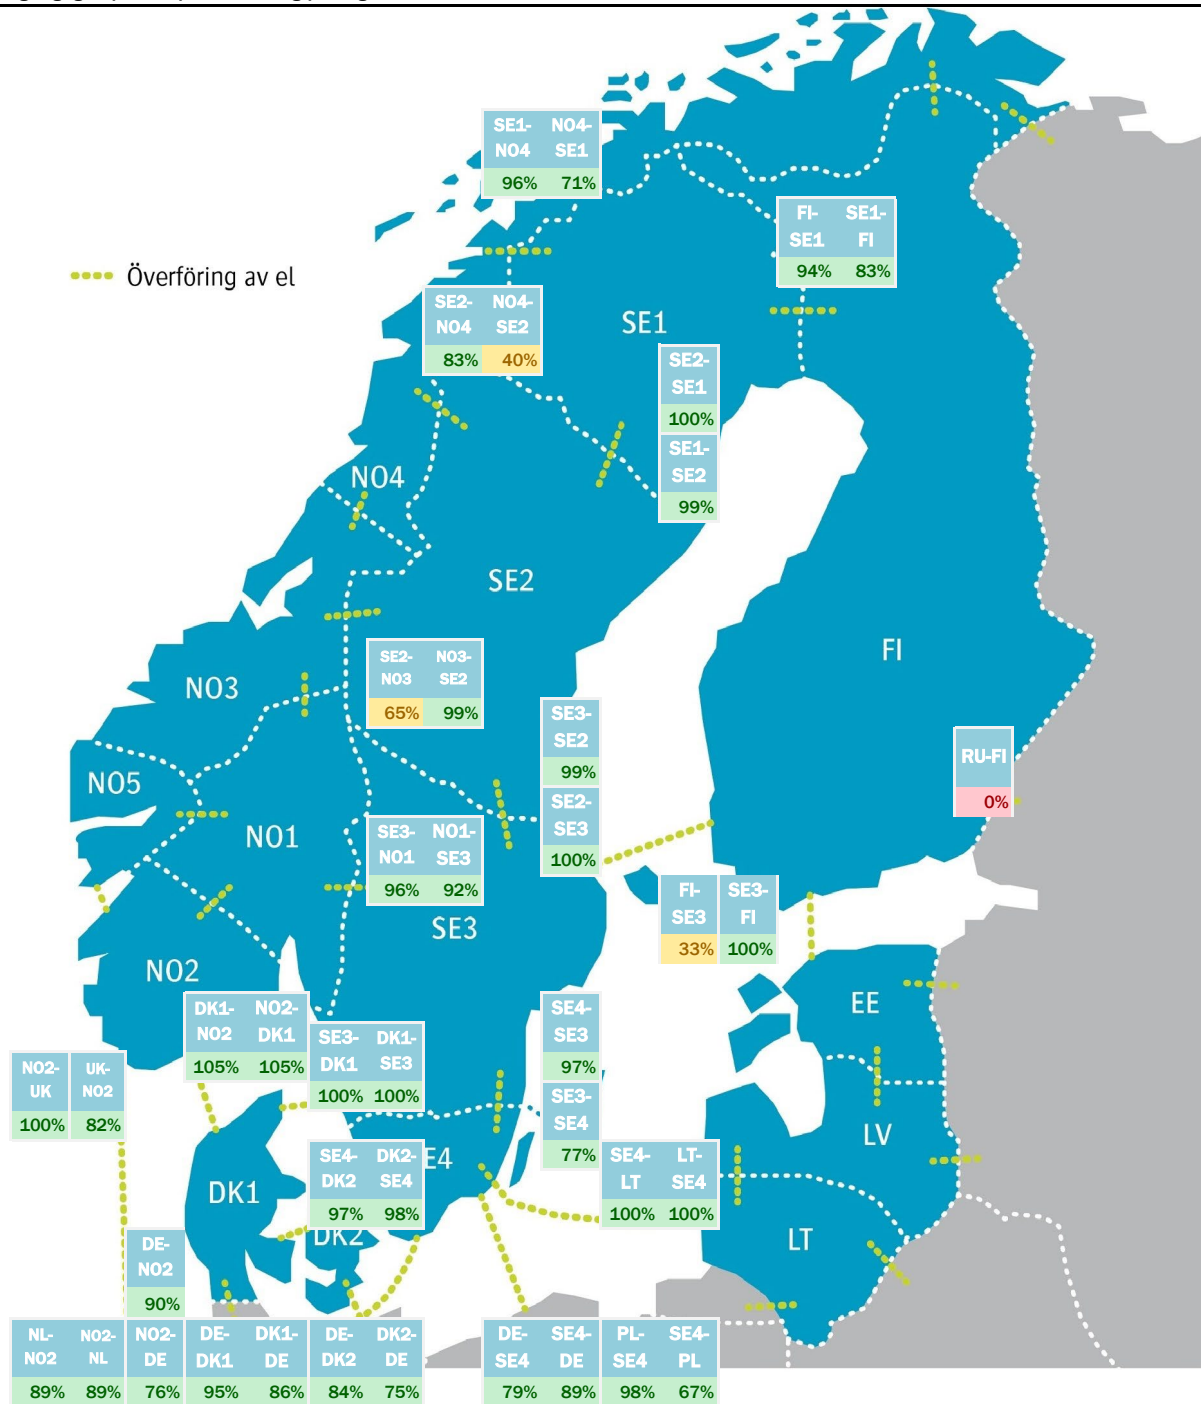 SE1- NO4-
NO4 SE1
96% 71%
FI- SE1-
SE1 FI
94% 83%
Överföring av el
SE2- NO4-
NO4 SE2
83% 40%
SE1
SE2-
SE1
100%
SE1-
SE2
99%
NO4
SE2
FI
SE2- NO3-
NO3 SE2
65% 99%
NO3
SE3-
SE2
99%
SE2-
SE3
100%
RU-FI
0%
NO5
NO1
SE3- NO1-
NO1 SE3
96% 92%
SE3
FI- SE3-
SE3 FI
33% 100%
NO2
EE
DK1- NO2-
NO2 DK1
105% 105%
SE3- DK1-
DK1 SE3
100% 100%
SE4-
SE3
97%
SE3-
SE4
77%
NO2- UK-
UK NO2
100% 82%
LV
SE4- DK2-
DK2 SE4
97% 98%
E4
SE4- LT-
LT SE4
100% 100%
DK1
DK2
LT
DE-
NO2
90%
NL- NO2- NO2- DE- DK1- DE- DK2-
NO2 NL DE DK1 DE DK2 DE
89% 89% 76% 95% 86% 84% 75%
DE- SE4- PL- SE4-
SE4 DE SE4 PL
79% 89% 98% 67%